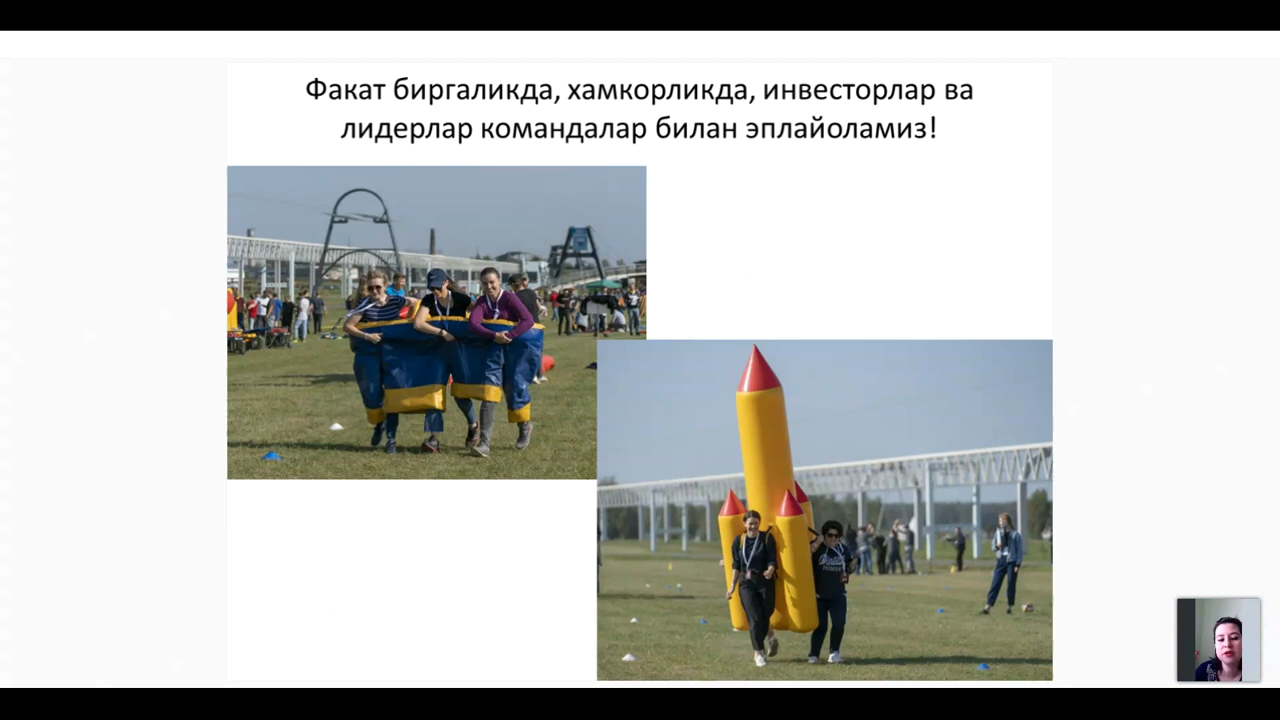 Факат биргаликда, хамкорликда, инвесторлар ва
лидерлар командалар билан эплайоламиз!